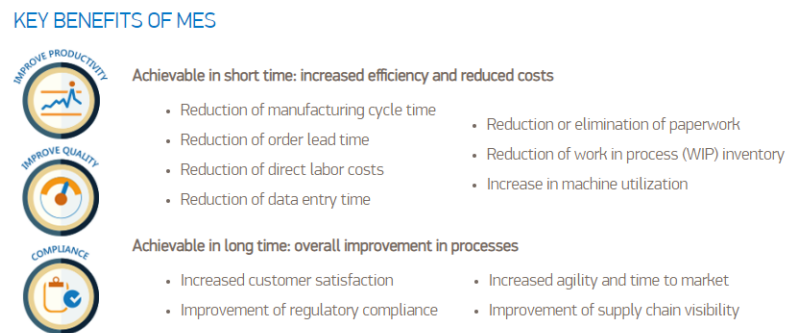 KEY BENEFITS OF MES
IMPROVE PRODUCTIVITY
Achievable in short time: increased efficiency and reduced costs
• Reduction of manufacturing cycle time
• Reduction of order lead time
• Reduction of direct labor costs
• Reduction of data entry time
• Reduction or elimination of paperwork
• Reduction of work in process (WIP) inventory
• Increase in machine utilization
IMPROVE QUALITY
COMPLIANCE
Achievable in long time: overall improvement in processes
• Increased customer satisfaction
• Improvement of regulatory compliance
• Increased agility and time to market
• Improvement of supply chain visibility